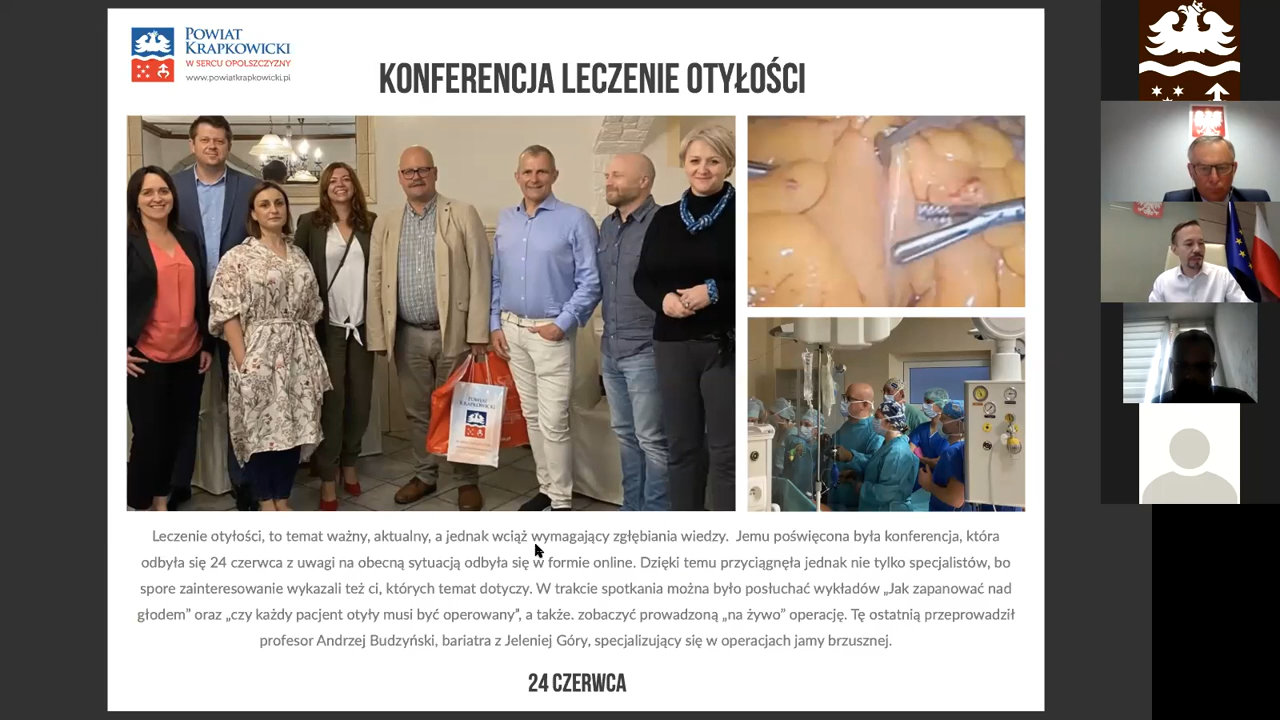 POWIAT
KRAPKOWICKI
W SERCU OPOLSZCZYZNY
www.powiatkrapkowicki.pl
KONFERENCJA LECZENIE OTYŁOŚCI
POWIAT
KRAPKOWICKI
Leczenie otyłości, to temat ważny, aktualny, a jednak wciąż wymagający zgłębiania wiedzy. Jemu poświęcona była konferencja, która
odbyła się 24 czerwca z uwagi na obecną sytuacją odbyła się w formie online. Dzięki temu przyciągnęła jednak nie tylko specjalistów, bo
spore zainteresowanie wykazali też ci, których temat dotyczy. W trakcie spotkania można było posłuchać wykładów „Jak zapanować nad
głodem” oraz „czy każdy pacjent otyły musi być operowany”, a także. zobaczyć prowadzoną „na żywo” operację. Tę ostatnią przeprowadził
profesor Andrzej Budzyński, bariatra z Jeleniej Góry, specjalizujący się w operacjach jamy brzusznej.
24 CZERWCA